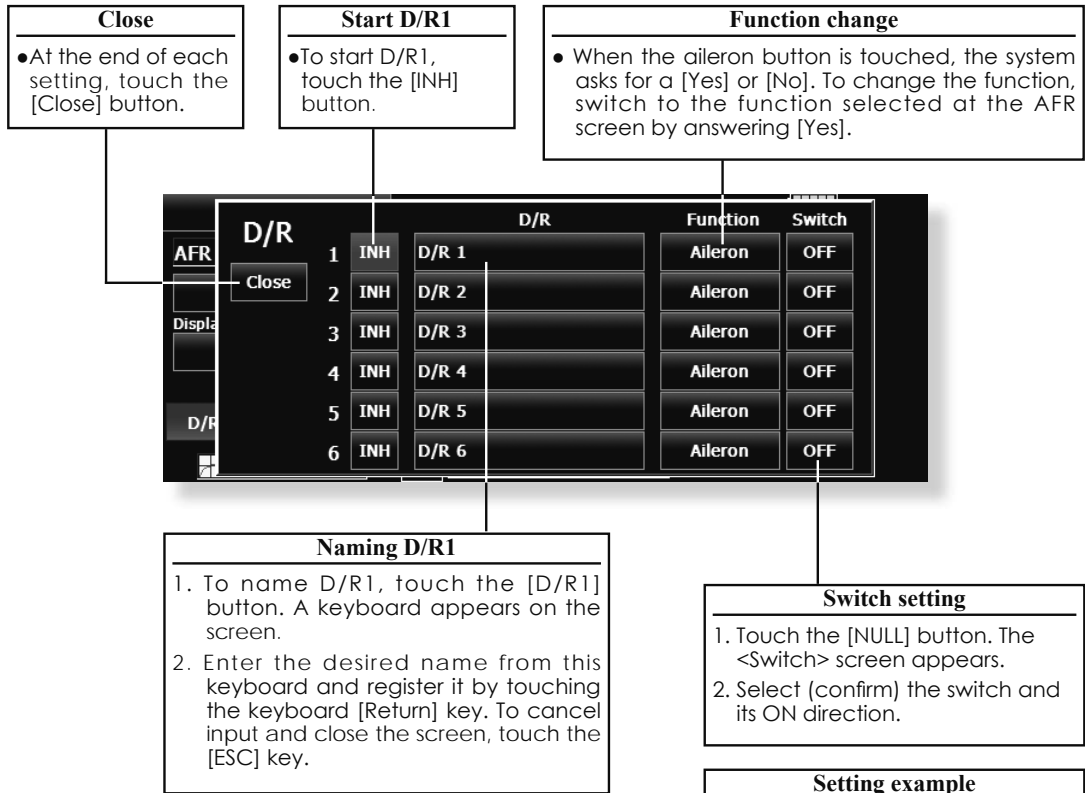 Close
●At the end of each
setting, touch the
[Close] button.
Start D/R1
●To start D/R1,
touch the [INH]
button.
Function change
● When the aileron button is touched, the system
asks for a [Yes] or [No]. To change the function,
switch to the function selected at the AFR
screen by answering [Yes].
D/R
Close
AFR
Displa
D/R
D/R Function Switch
1 INH D/R 1 Aileron OFF
2 INH D/R 2 Aileron OFF
3 INH D/R 3 Aileron OFF
4 INH D/R 4 Aileron OFF
5 INH D/R 5 Aileron OFF
6 INH D/R 6 Aileron OFF
Naming D/R1
1. To name D/R1, touch the [D/R1]
button. A keyboard appears on the
screen.
2. Enter the desired name from this
keyboard and register it by touching
the keyboard [Return] key. To cancel
input and close the screen, touch the
[ESC] key.
Switch setting
1. Touch the [NULL] button. The
<Switch> screen appears.
2. Select (confirm) the switch and
its ON direction.
Setting example